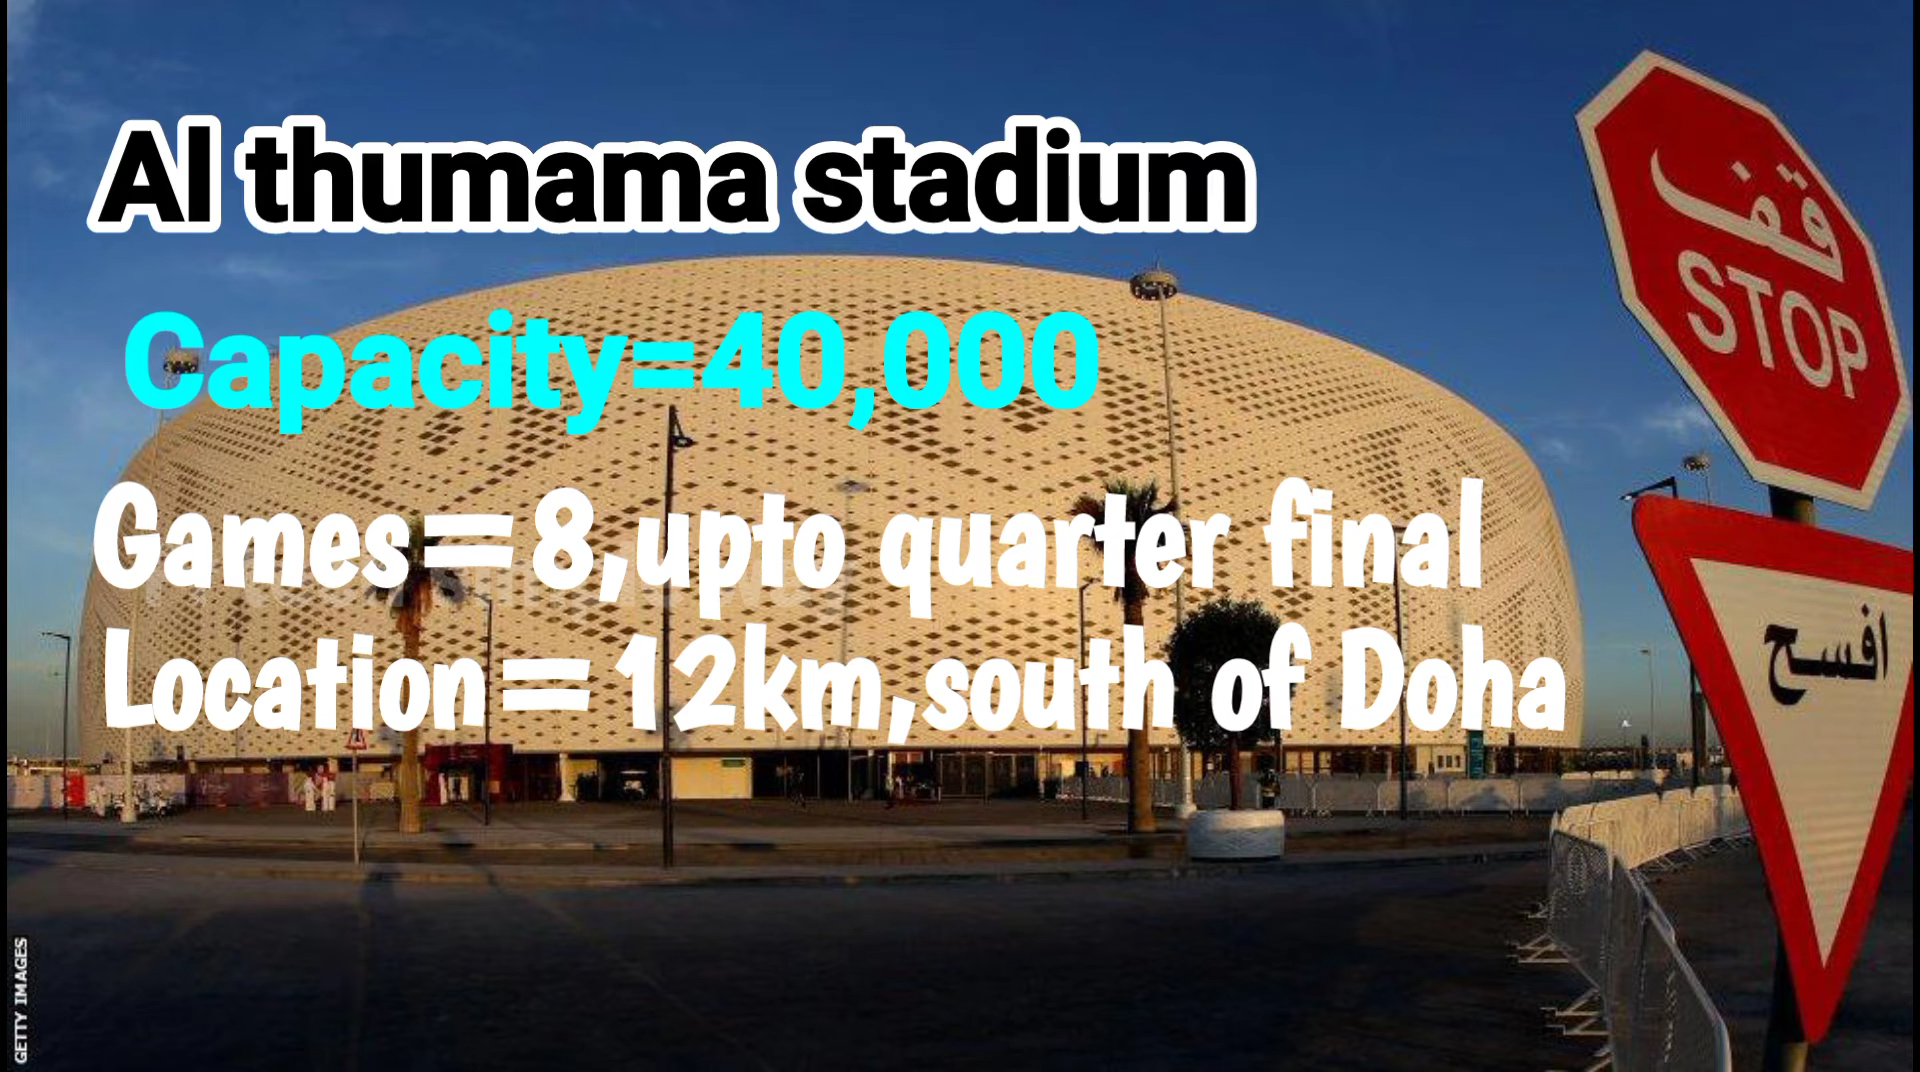 Al thumama stadium
Capacity=40,000
Games=8,upto quarter final
Location=12km,south of Doha
قف
STOP
افسح
GETTY IMAGES